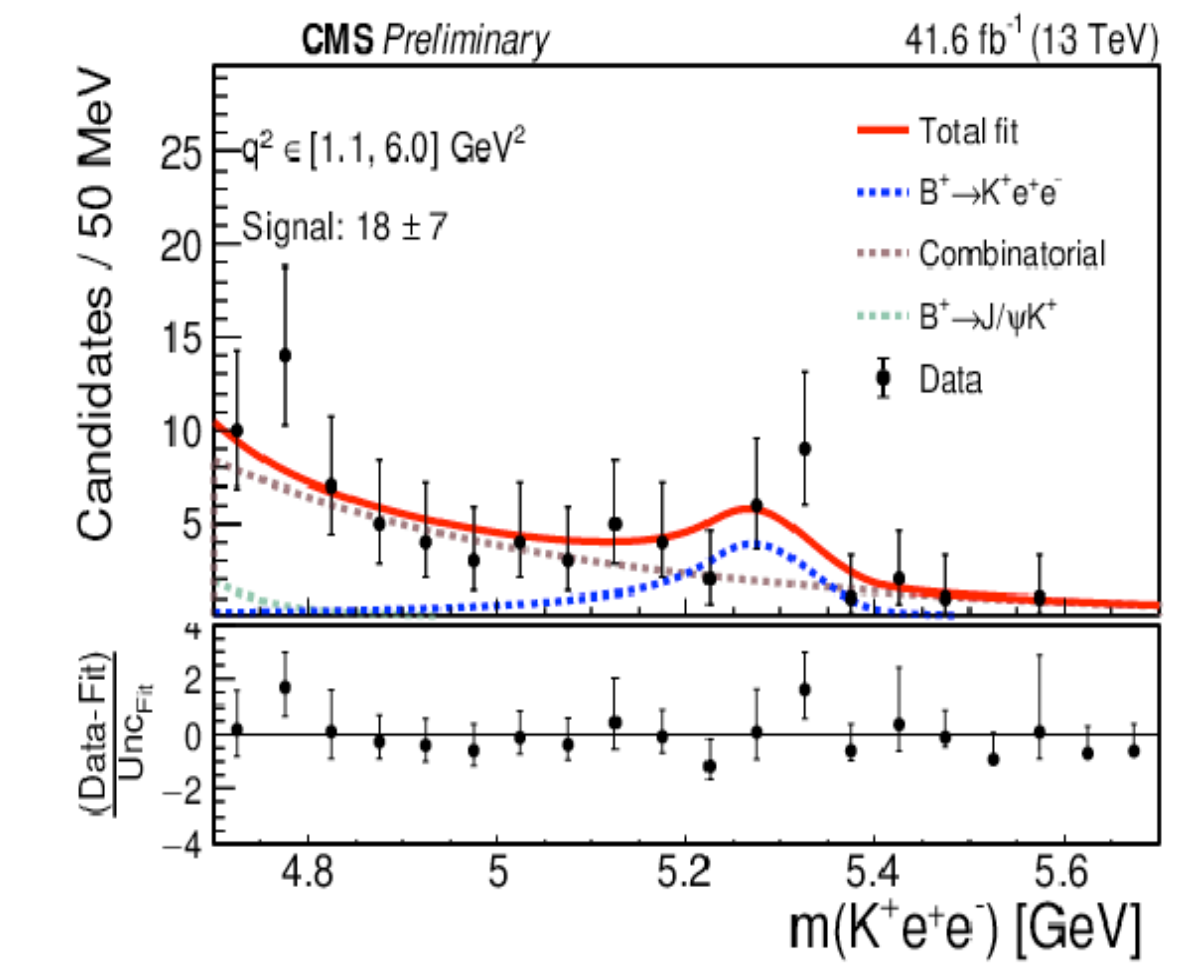 CMS Preliminary 41.6 fb⁻¹ (13 TeV)
Candidates / 50 MeV
25
20
15
10
5
q² ∈ [1.1, 6.0] GeV²
Signal: 18 ± 7
Total fit
B⁺→K⁺e⁺e⁻
Combinatorial
B⁺→J/ψK⁺
Data
(Data-Fit)
Unc_Fit
4
2
0
−2
−4
4.8 5 5.2 5.4 5.6
m(K⁺e⁺e⁻) [GeV]